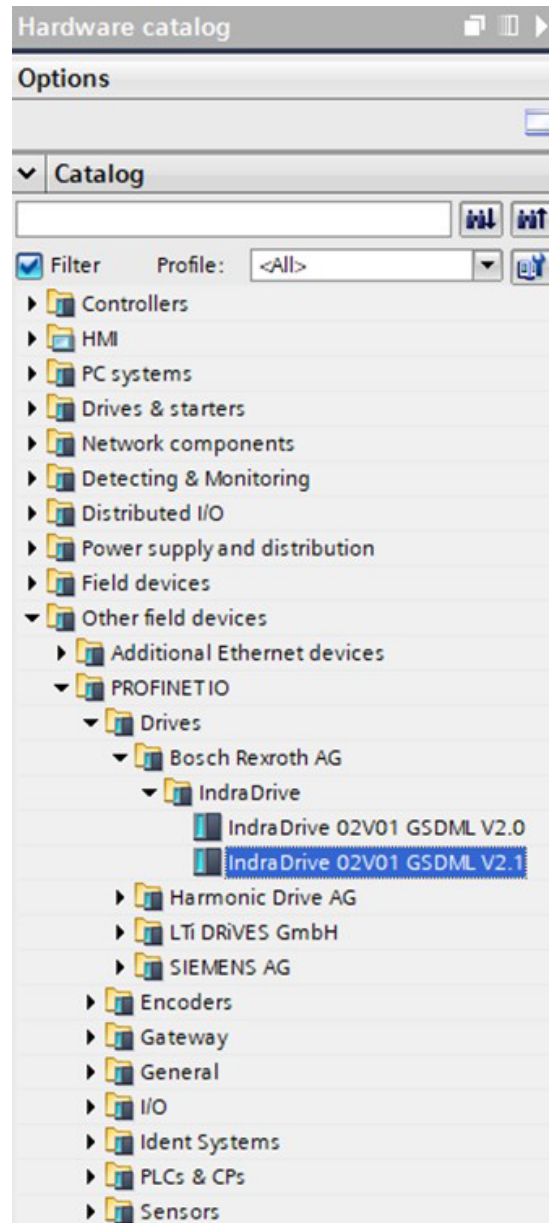 Hardware catalog
Options
Catalog
Filter Profile: <All>
Controllers
HMI
PC systems
Drives & starters
Network components
Detecting & Monitoring
Distributed I/O
Power supply and distribution
Field devices
Other field devices
Additional Ethernet devices
PROFINET IO
Drives
Bosch Rexroth AG
IndraDrive
IndraDrive 02V01 GSDML V2.0
IndraDrive 02V01 GSDML V2.1
Harmonic Drive AG
LTi DRiVES GmbH
SIEMENS AG
Encoders
Gateway
General
I/O
Ident Systems
PLCs & CPs
Sensors